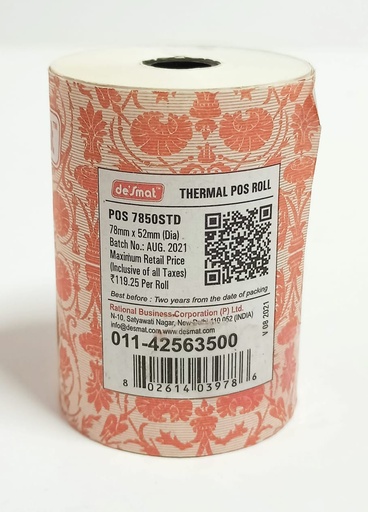 de'smat
THERMAL POS ROLL
POS 7850STD
78mm x 52mm (Dia)
Batch No.: AUG. 2021
Maximum Retail Price
(Inclusive of all Taxes)
₹119.25 Per Roll
Best before : Two years from the date of packing
Rational Business Corporation (P) Ltd.
N-10, Satyawati Nagar, New Delhi 110 052 (INDIA)
info@desmat.com www.desmat.com
011-42563500
8 02614 03978 6
V 08 2021